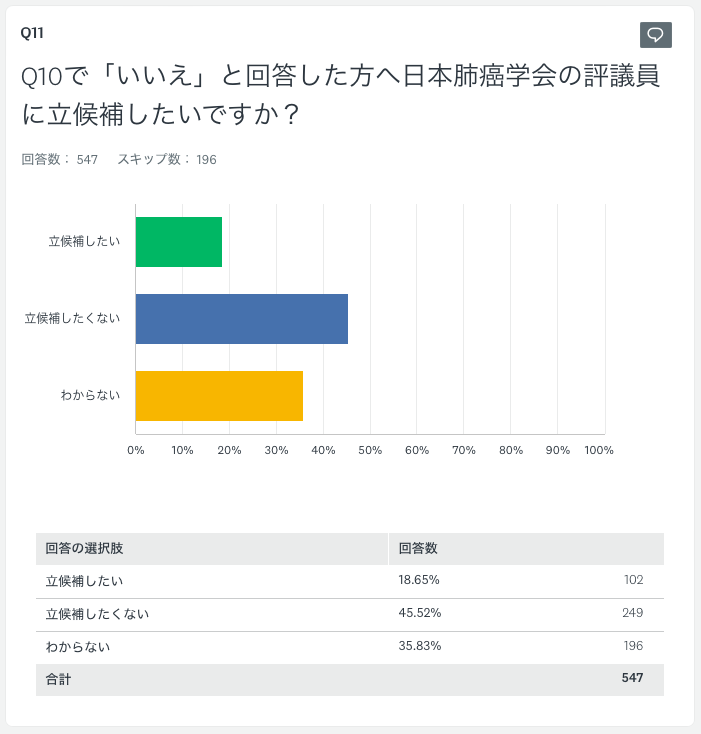 Q11
Q10で「いいえ」と回答した方へ日本肺癌学会の評議員
に立候補したいですか？
回答数： 547 スキップ数： 196
立候補したい
立候補したくない
わからない
0% 10% 20% 30% 40% 50% 60% 70% 80% 90% 100%
回答の選択肢 回答数
立候補したい 18.65% 102
立候補したくない 45.52% 249
わからない 35.83% 196
合計 547